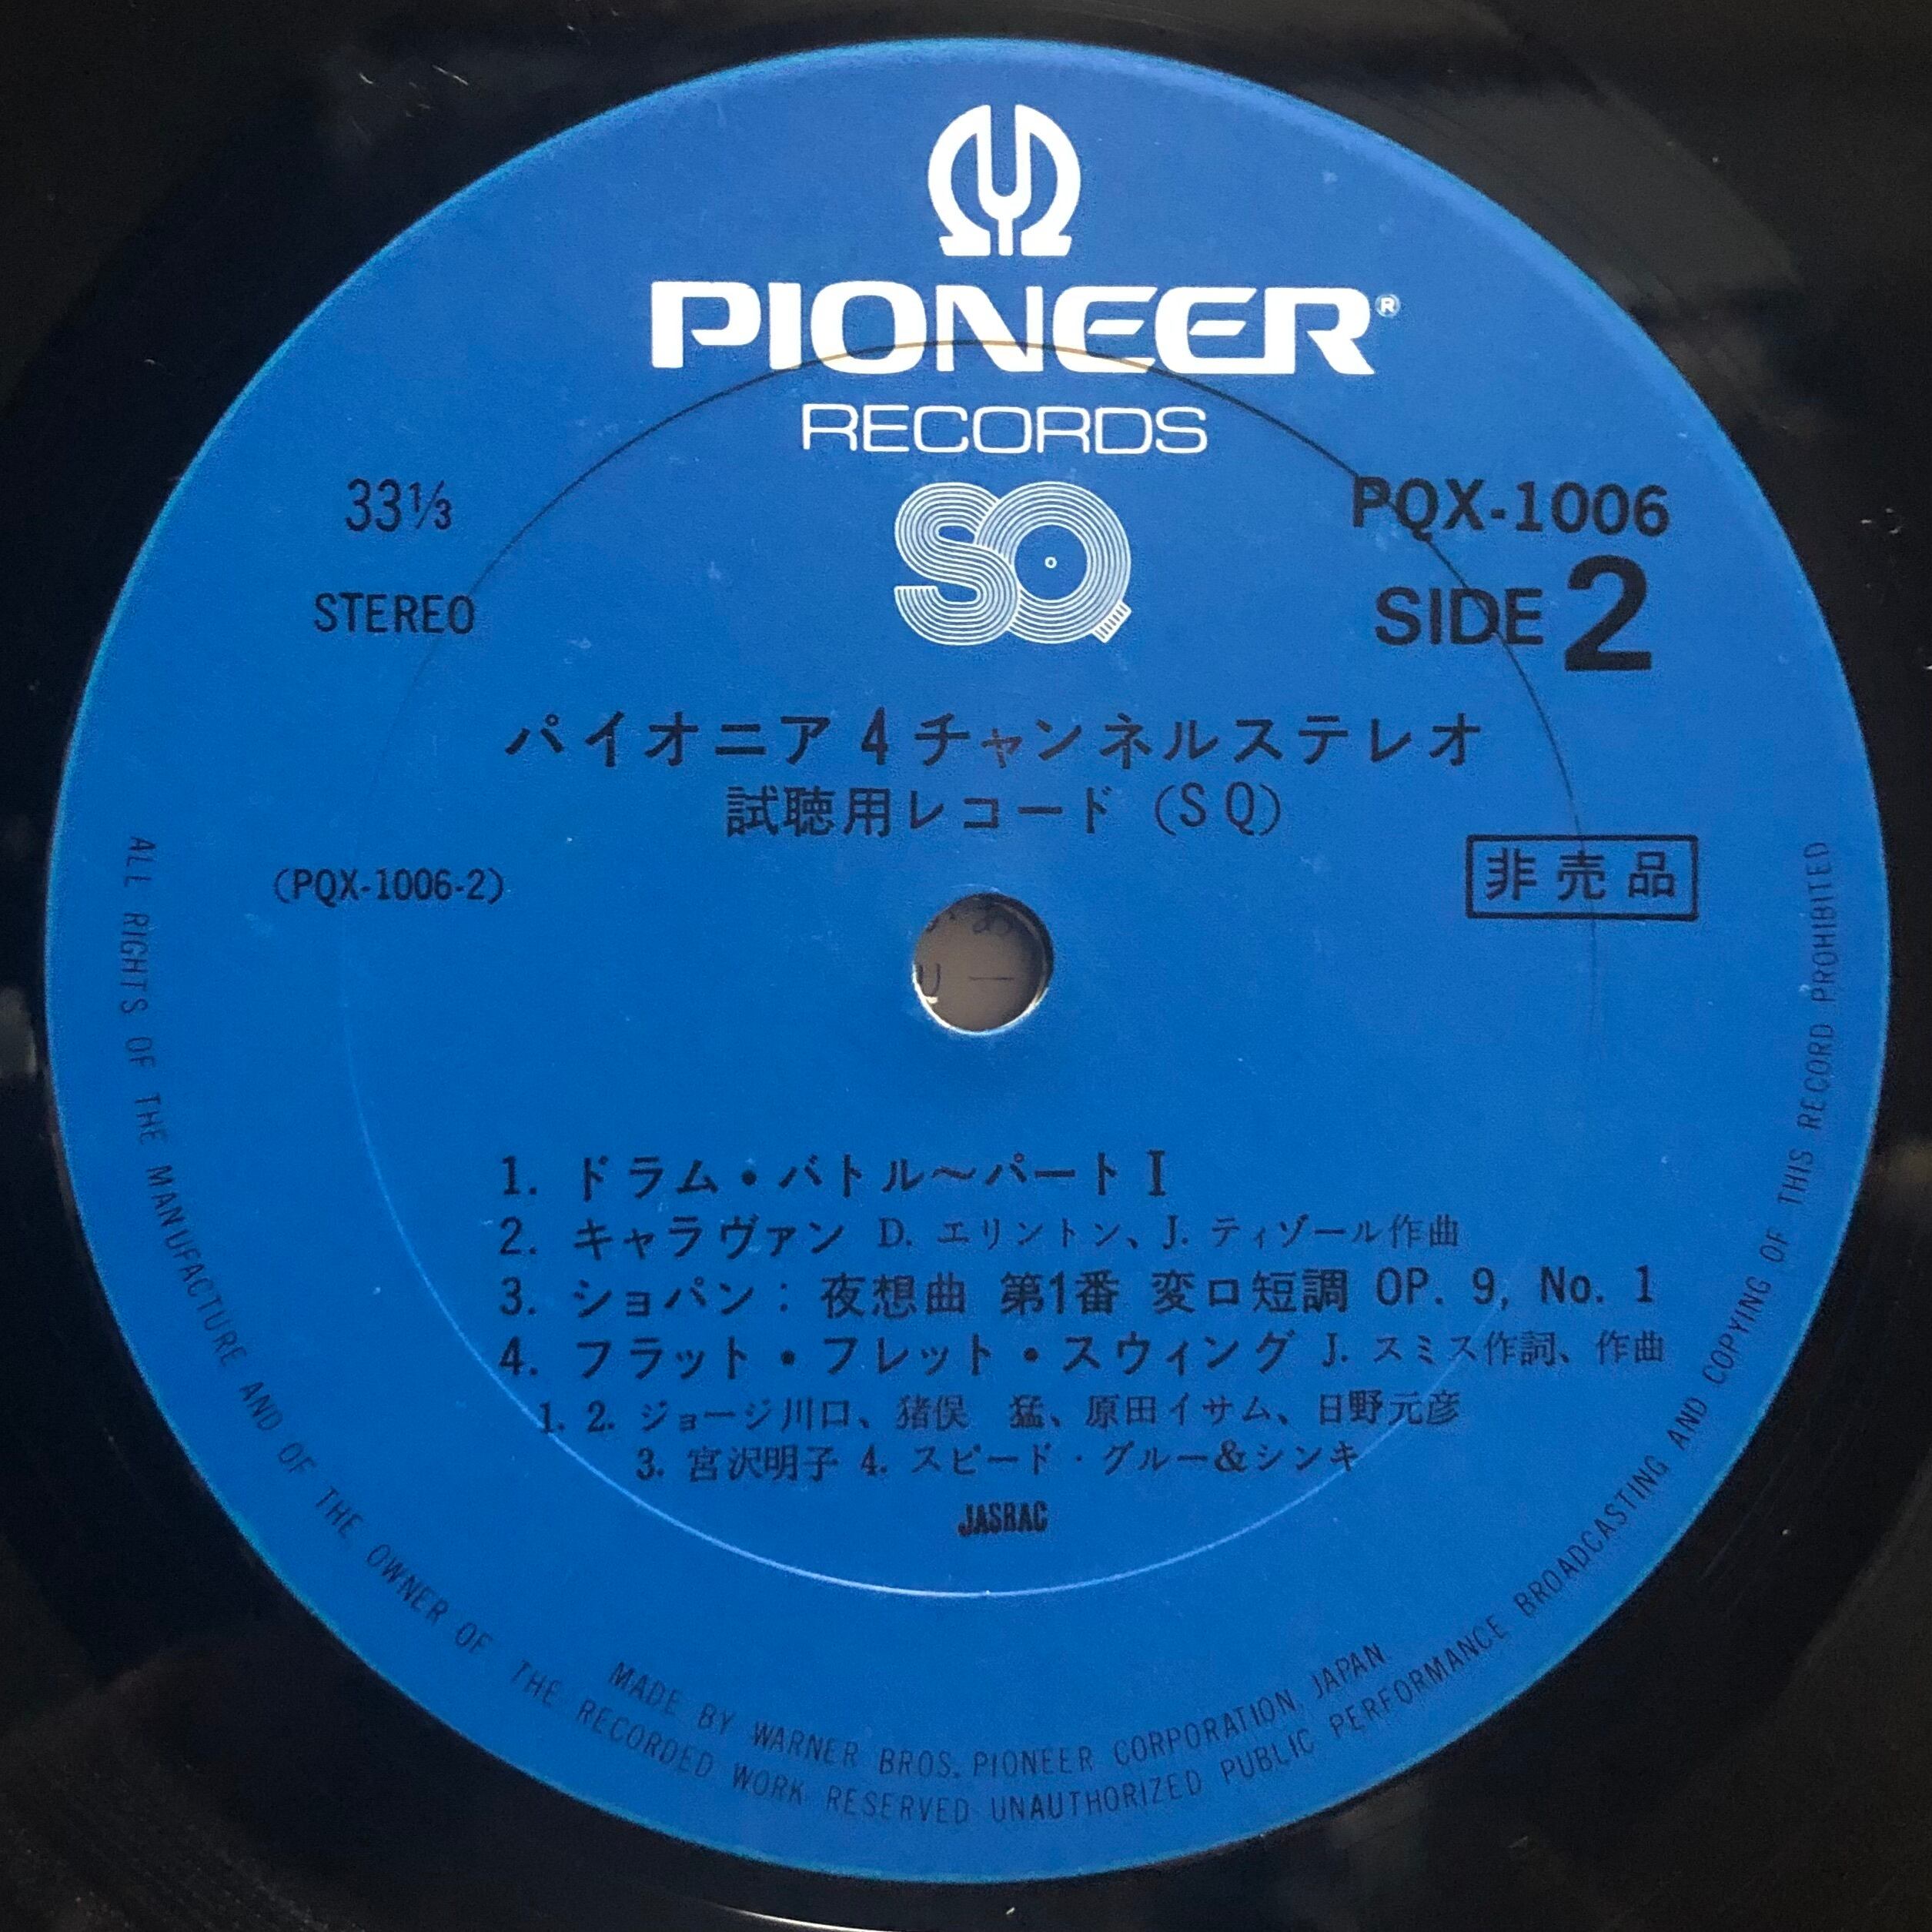 PIONEER®
RECORDS
SQ
33⅓
STEREO
PQX-1006
SIDE 2
パイオニア4チャンネルステレオ
試聴用レコード（SQ）
(PQX-1006-2)
非売品
1. ドラム・バトル〜パートI
2. キャラヴァン D. エリントン、J. ティゾール作曲
3. ショパン：夜想曲 第1番 変ロ短調 OP. 9, No. 1
4. フラット・フレット・スウィング J. スミス作詞、作曲
1. 2. ジョージ川口、猪俣 猛、原田イサム、日野元彦
3. 宮沢明子 4. スピード・グルー&シンキ
JASRAC
MADE BY WARNER BROS. PIONEER CORPORATION, JAPAN
ALL RIGHTS OF THE MANUFACTURE AND OF THE OWNER OF THE RECORDED WORK RESERVED UNAUTHORIZED PUBLIC PERFORMANCE BROADCASTING AND COPYING OF THIS RECORD PROHIBITED